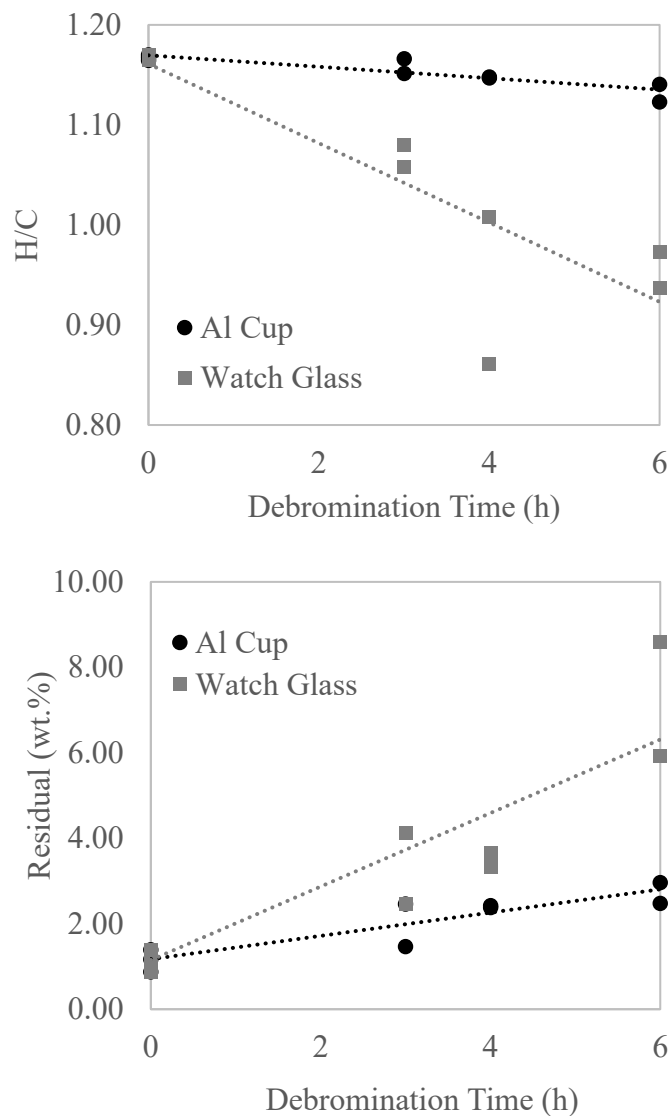 1.20
1.10
1.00
0.90
0.80
H/C
Al Cup
Watch Glass
0 2 4 6
Debromination Time (h)
10.00
8.00
6.00
4.00
2.00
0.00
Residual (wt.%)
Al Cup
Watch Glass
0 2 4 6
Debromination Time (h)